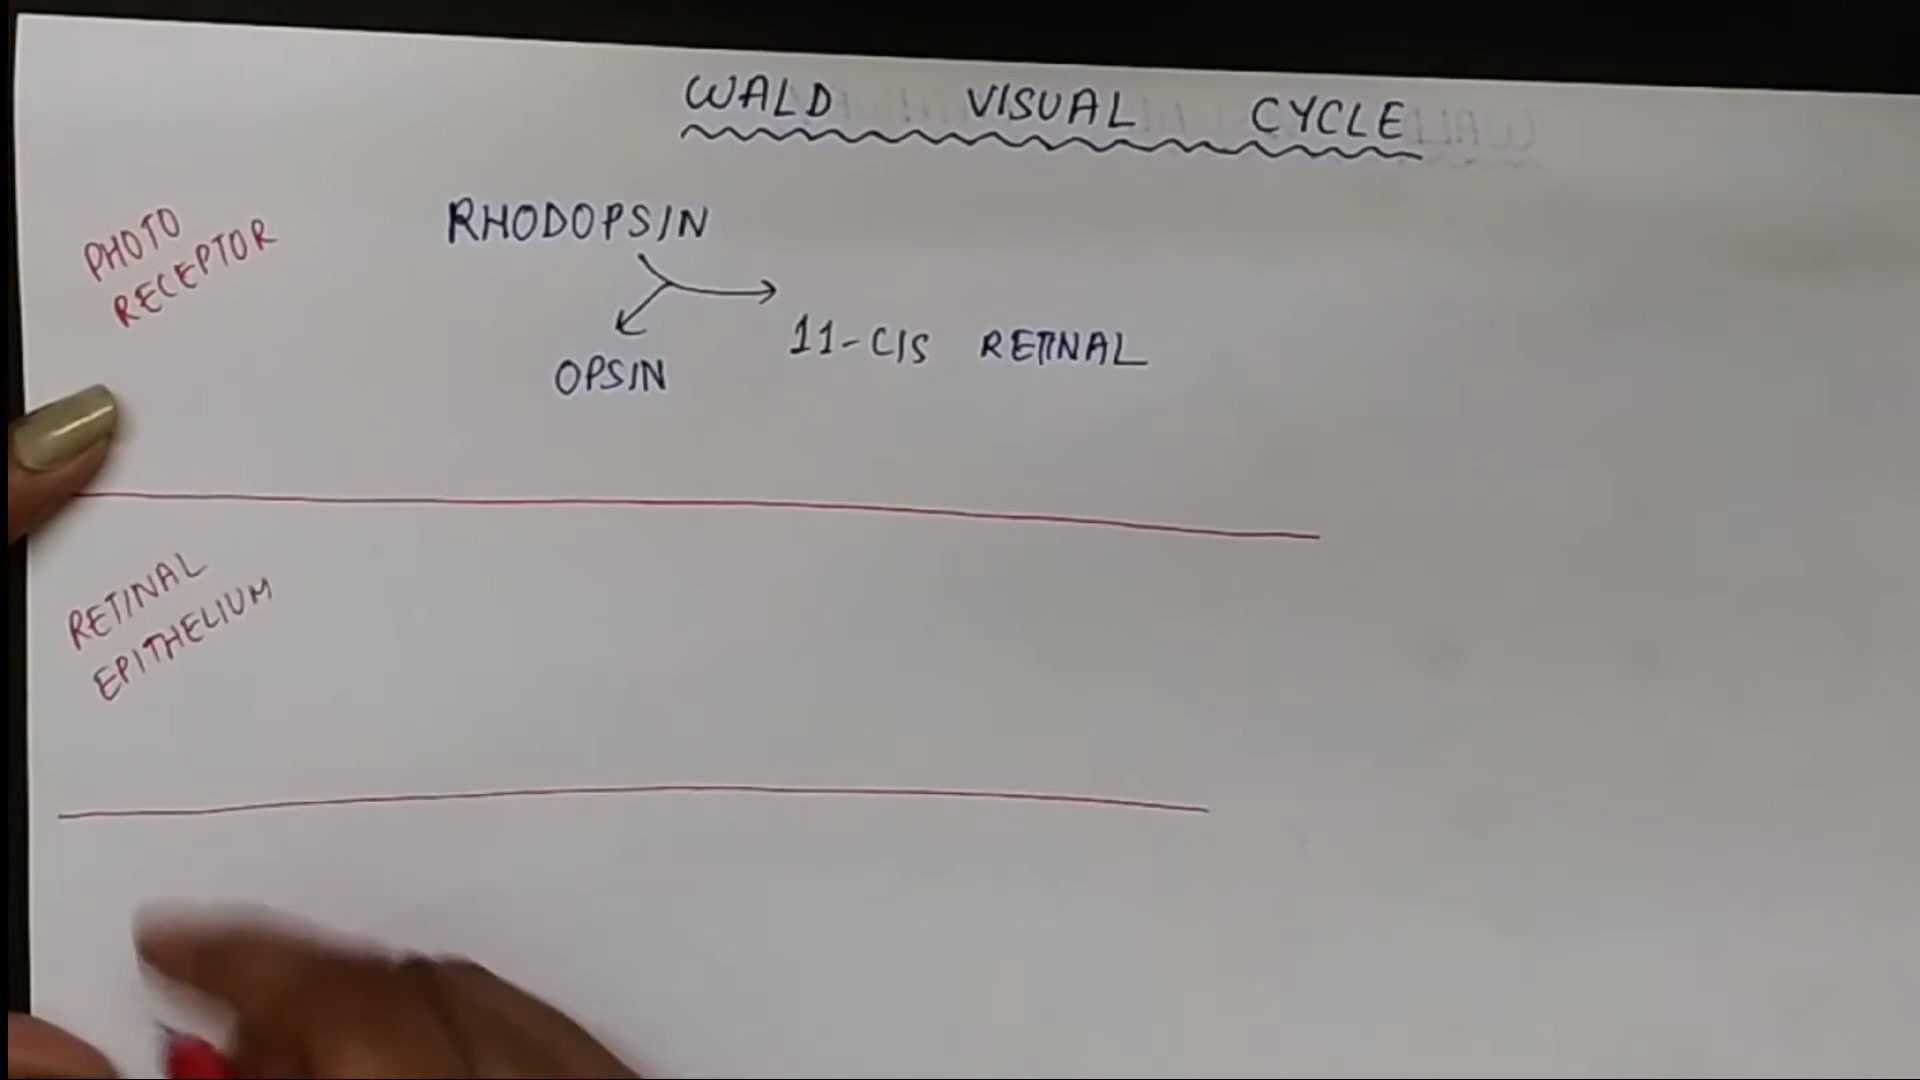 WALD VISUAL CYCLE
PHOTO
RECEPTOR
RHODOPSIN
11-CIS RETINAL
OPSIN
RETINAL
EPITHELIUM